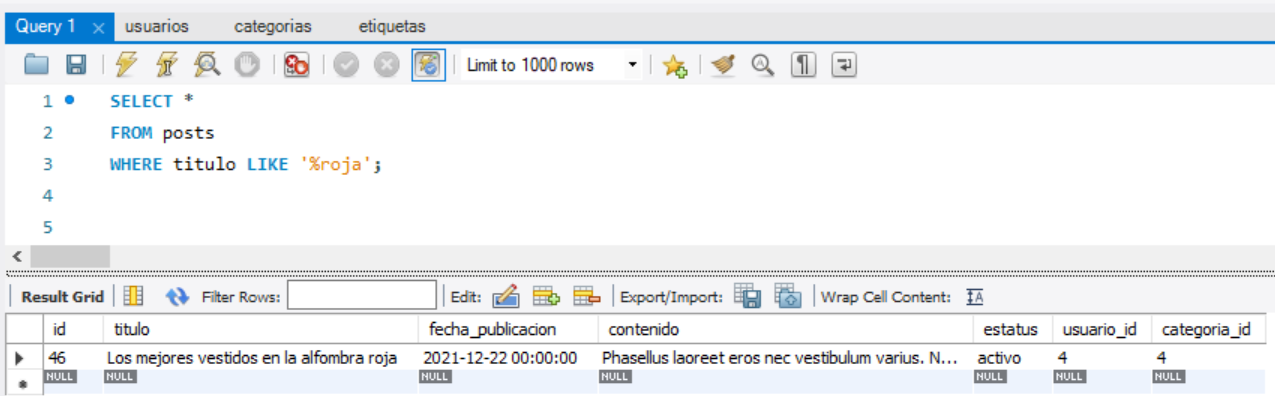 Query 1 usuarios categorias etiquetas
Limit to 1000 rows
1 SELECT *
2 FROM posts
3 WHERE titulo LIKE '%roja';
4
5
Result Grid Filter Rows: Edit: Export/Import: Wrap Cell Content:
id titulo fecha_publicacion contenido estatus usuario_id categoria_id
46 Los mejores vestidos en la alfombra roja 2021-12-22 00:00:00 Phasellus laoreet eros nec vestibulum varius. N... activo 4 4
NULL NULL NULL NULL NULL NULL NULL